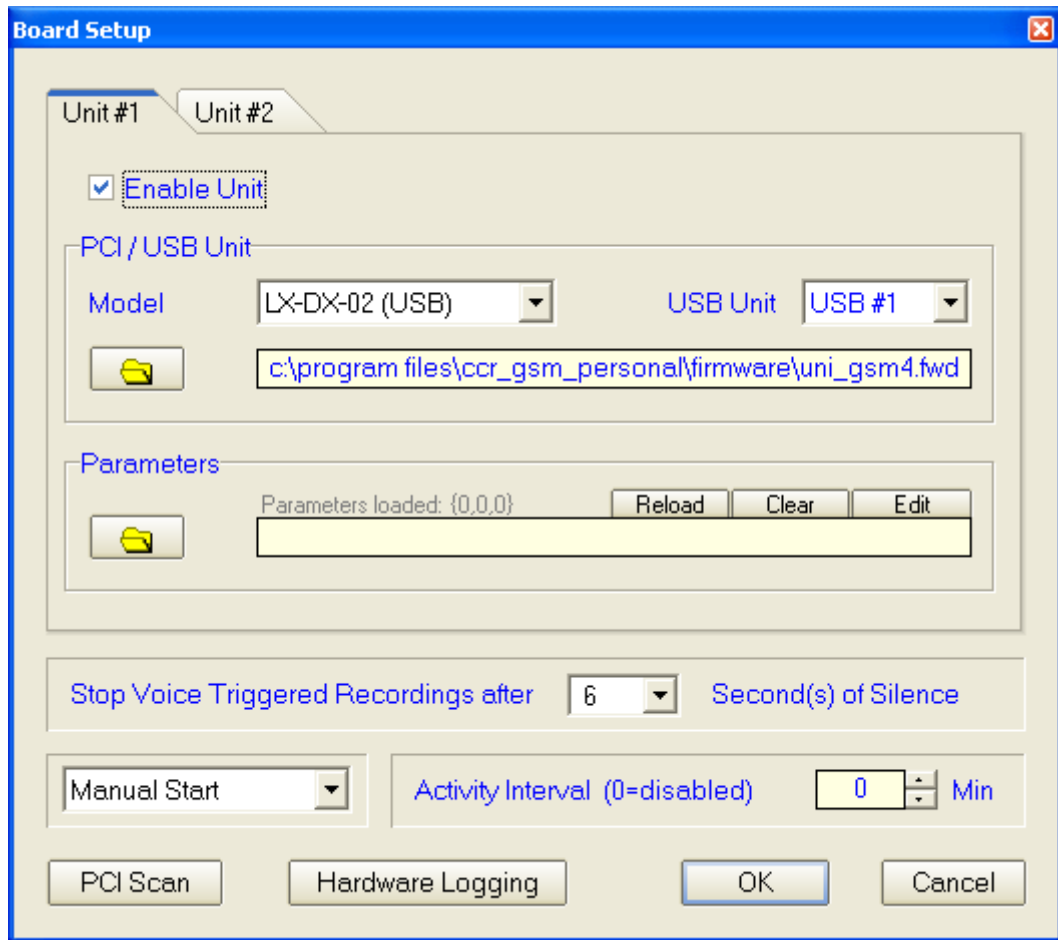 Board Setup
Unit #1 Unit #2
Enable Unit
PCI / USB Unit
Model LX-DX-02 (USB) USB Unit USB #1
c:\program files\ccr_gsm_personal\firmware\uni_gsm4.fwd
Parameters
Parameters loaded: {0,0,0} Reload Clear Edit
Stop Voice Triggered Recordings after 6 Second(s) of Silence
Manual Start Activity Interval (0=disabled) 0 Min
PCI Scan Hardware Logging OK Cancel